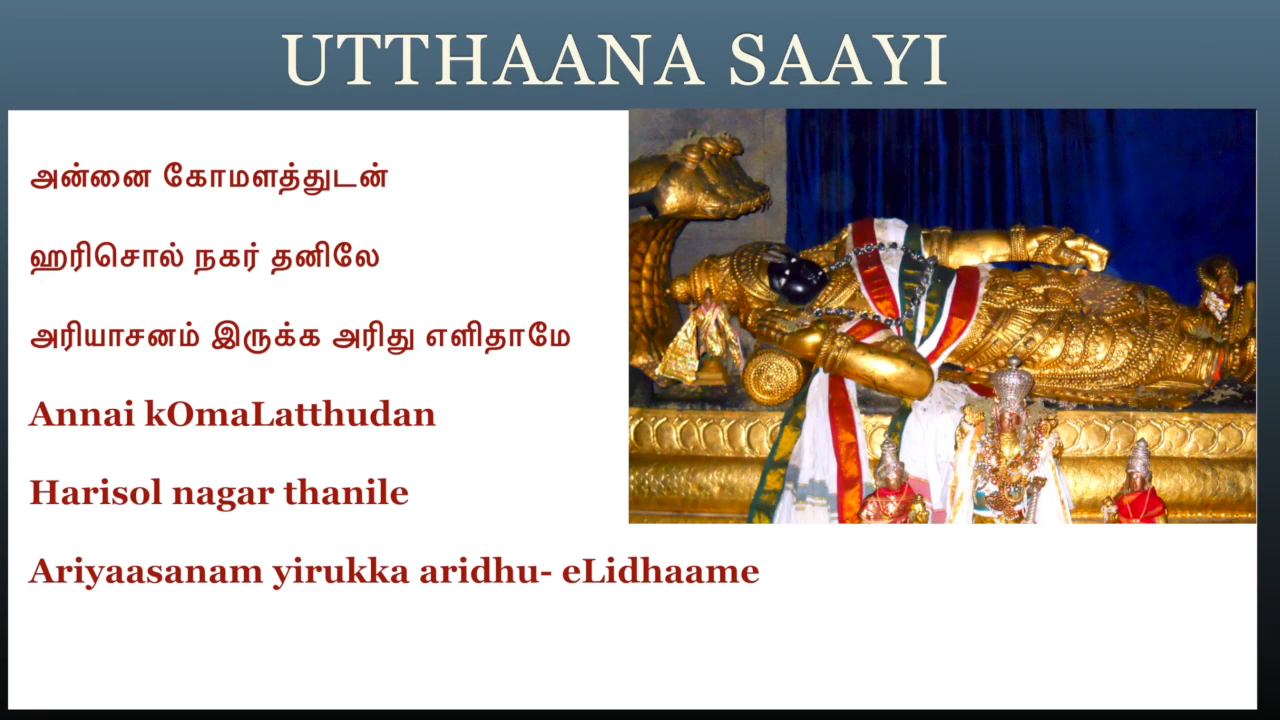 UTTHAANA SAAYI
அன்னை கோமளத்துடன்
ஹரிசொல் நகர் தனிலே
அரியாசனம் இருக்க அரிது எளிதாமே
Annai kOmaLatthudan
Harisol nagar thanile
Ariyaasanam yirukka aridhu- eLidhaame